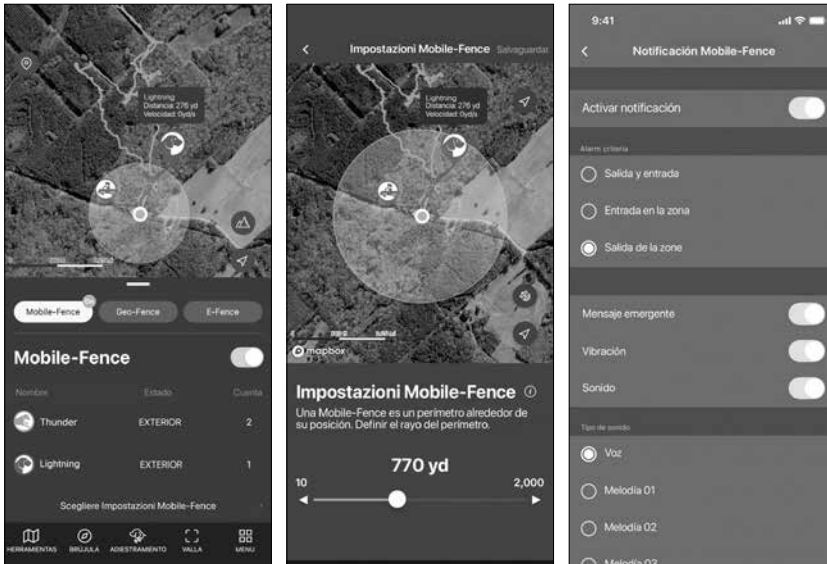 Lightning
Distancia: 276 yd
Velocidad: 0yd/s
Mobile-Fence
On
Geo-Fence
E-Fence
Mobile-Fence
Nombre
Estado
Cuenta
Thunder
EXTERIOR
2
Lightning
EXTERIOR
1
Scegliere Impostazioni Mobile-Fence
HERRAMIENTAS
BRÚJULA
ADIESTRAMIENTO
VALLA
MENU
Impostazioni Mobile-Fence
Salvaguardar
Lightning
Distancia: 276 yd
Velocidad: 0yd/s
mapbox
Impostazioni Mobile-Fence
Una Mobile-Fence es un perímetro alrededor de
su posición. Definir el rayo del perímetro.
770 yd
10
2,000
9:41
Notificación Mobile-Fence
Activar notificación
Alarm criteria
Salida y entrada
Entrada en la zona
Salida de la zone
Mensaje emergente
Vibración
Sonido
Tipo de sonido
Voz
Melodía 01
Melodía 02
Melodía 03